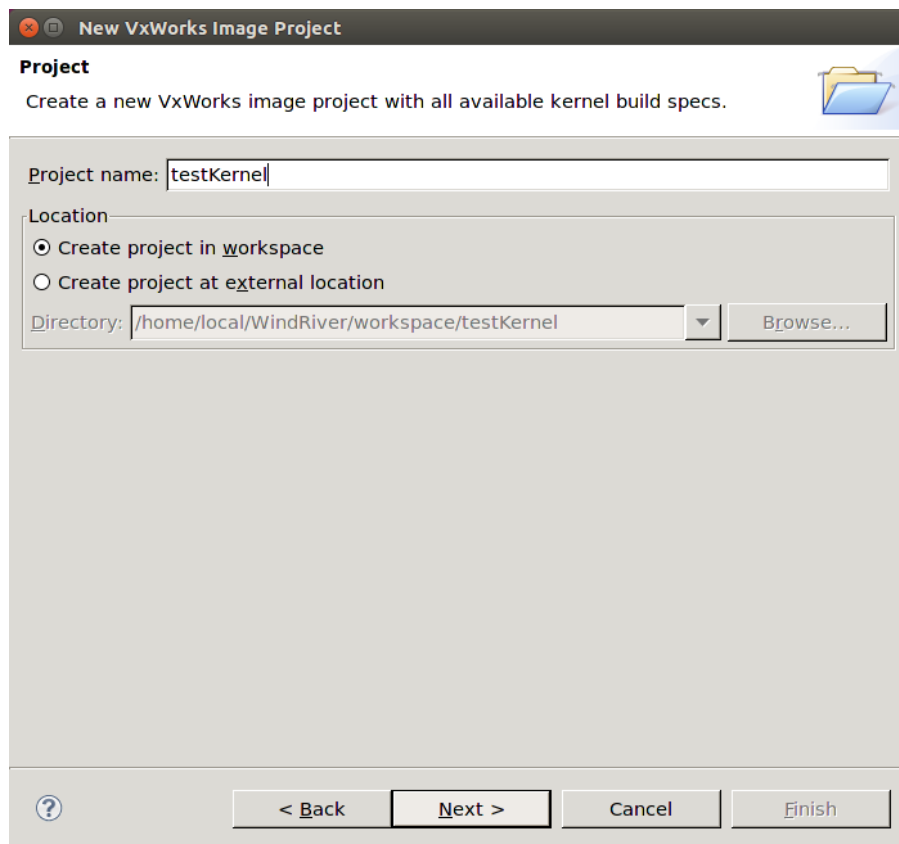 New VxWorks Image Project
Project
Create a new VxWorks image project with all available kernel build specs.
Project name: testKernel
Location
Create project in workspace
Create project at external location
Directory: /home/local/WindRiver/workspace/testKernel Browse...
? < Back Next > Cancel Finish